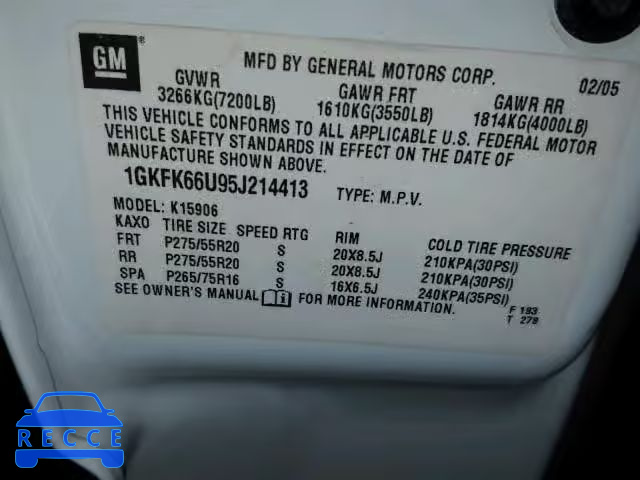 GM ®
MFD BY GENERAL MOTORS CORP. 02/05
GVWR GAWR FRT GAWR RR
3266KG(7200LB) 1610KG(3550LB) 1814KG(4000LB)
THIS VEHICLE CONFORMS TO ALL APPLICABLE U.S. FEDERAL MOTOR
VEHICLE SAFETY STANDARDS IN EFFECT ON THE DATE OF
MANUFACTURE SHOWN ABOVE.
1GKFK66U95J214413 TYPE: M.P.V.
MODEL: K15906
KAXO TIRE SIZE SPEED RTG RIM COLD TIRE PRESSURE
FRT P275/55R20 S 20X8.5J 210KPA(30PSI)
RR P275/55R20 S 20X8.5J 210KPA(30PSI)
SPA P265/75R16 S 16X6.5J 240KPA(35PSI)
SEE OWNER'S MANUAL i FOR MORE INFORMATION.
F 193
T 279
RECCE